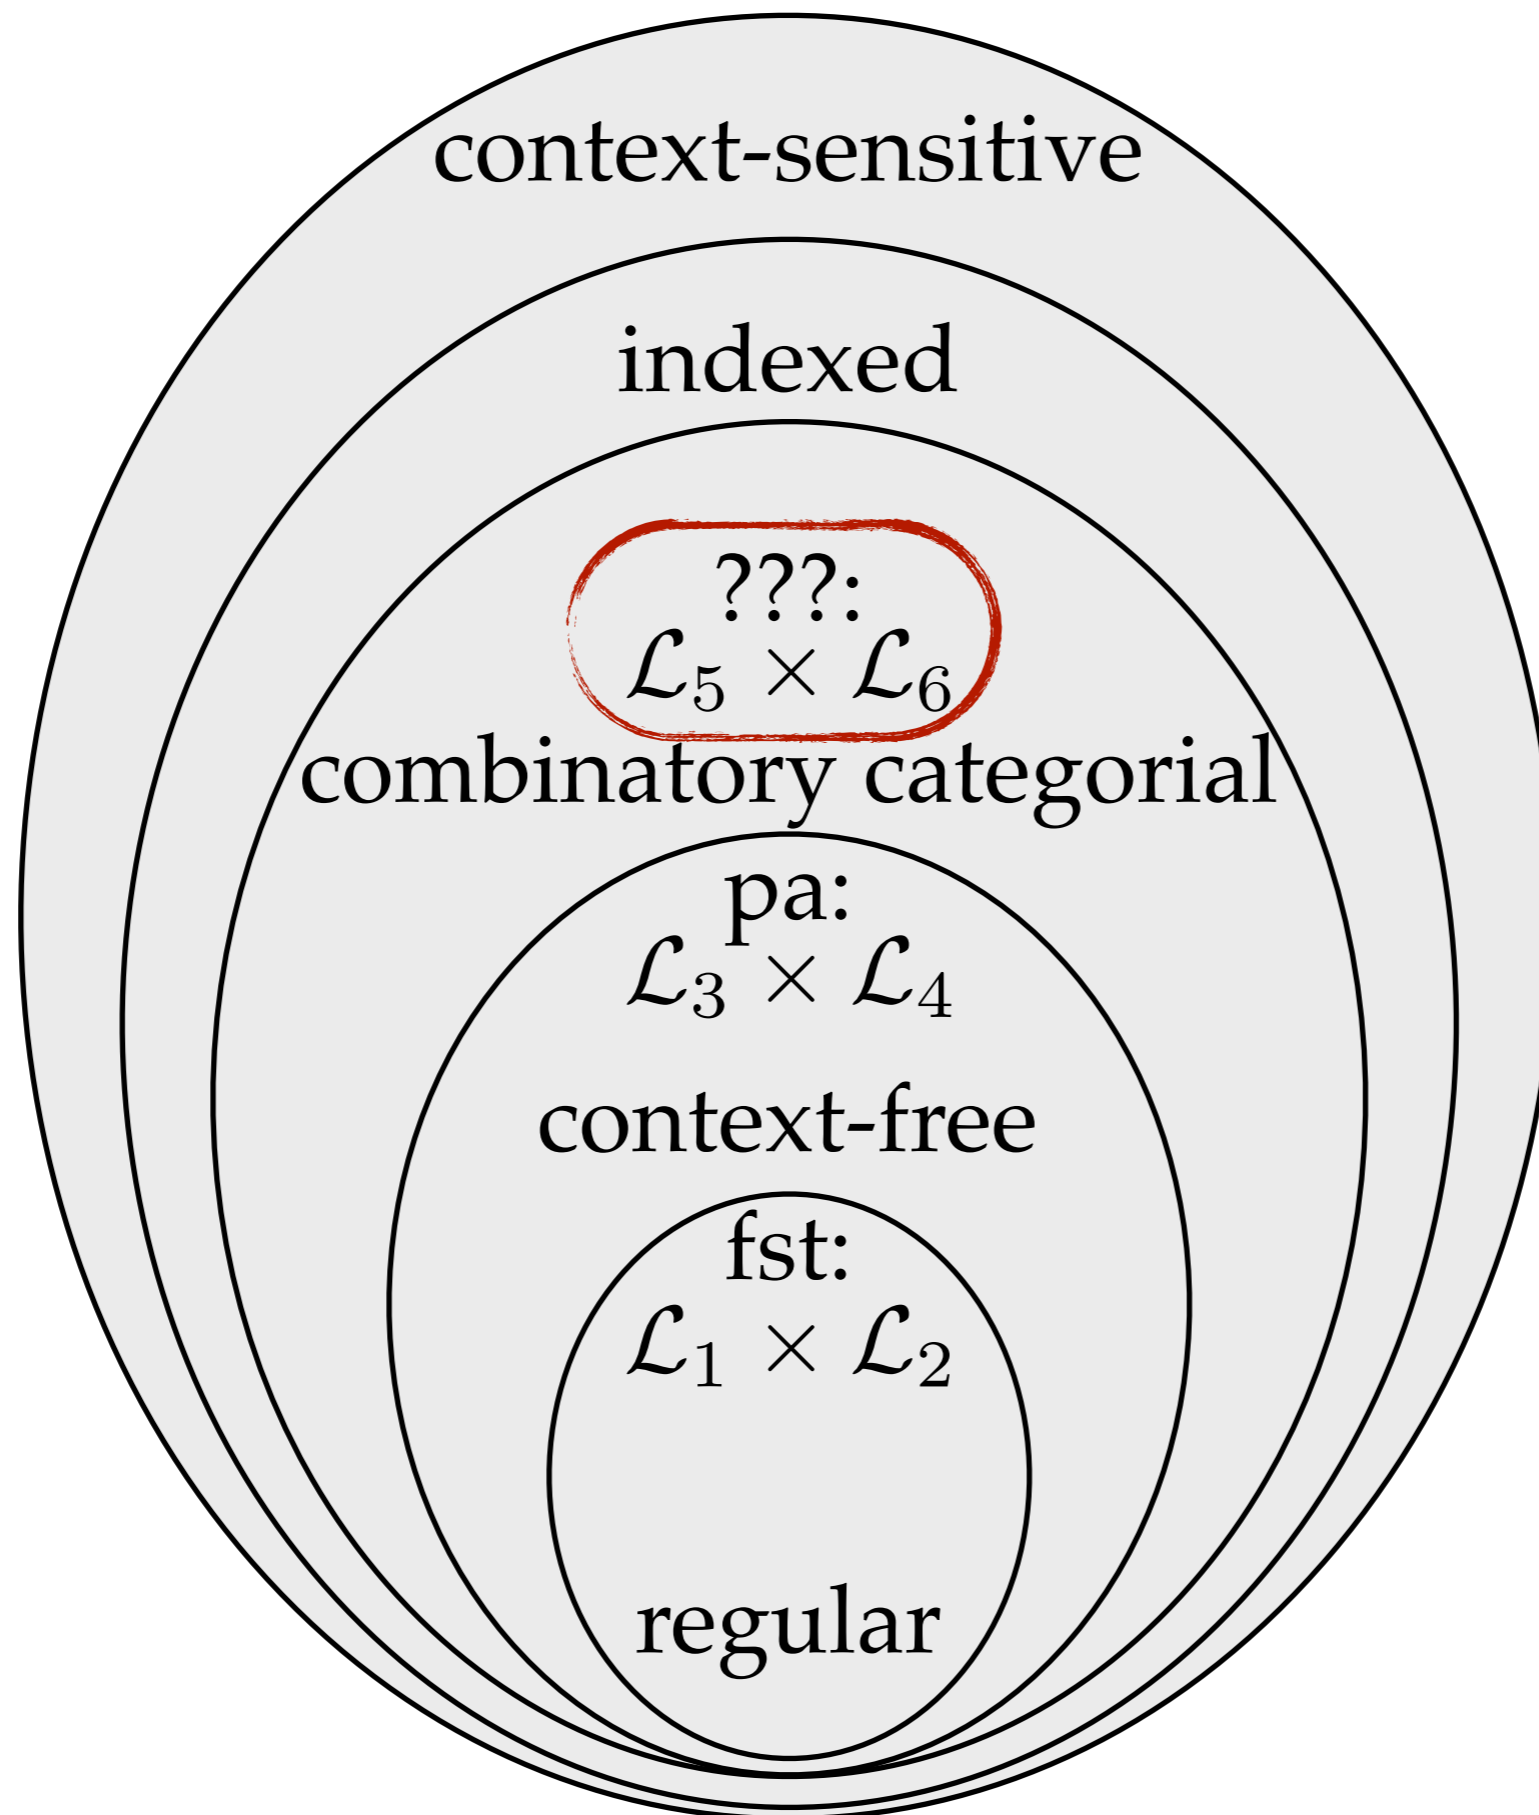 context-sensitive
indexed
???:
ℒ₅ × ℒ₆
combinatory categorial
pa:
ℒ₃ × ℒ₄
context-free
fst:
ℒ₁ × ℒ₂
regular